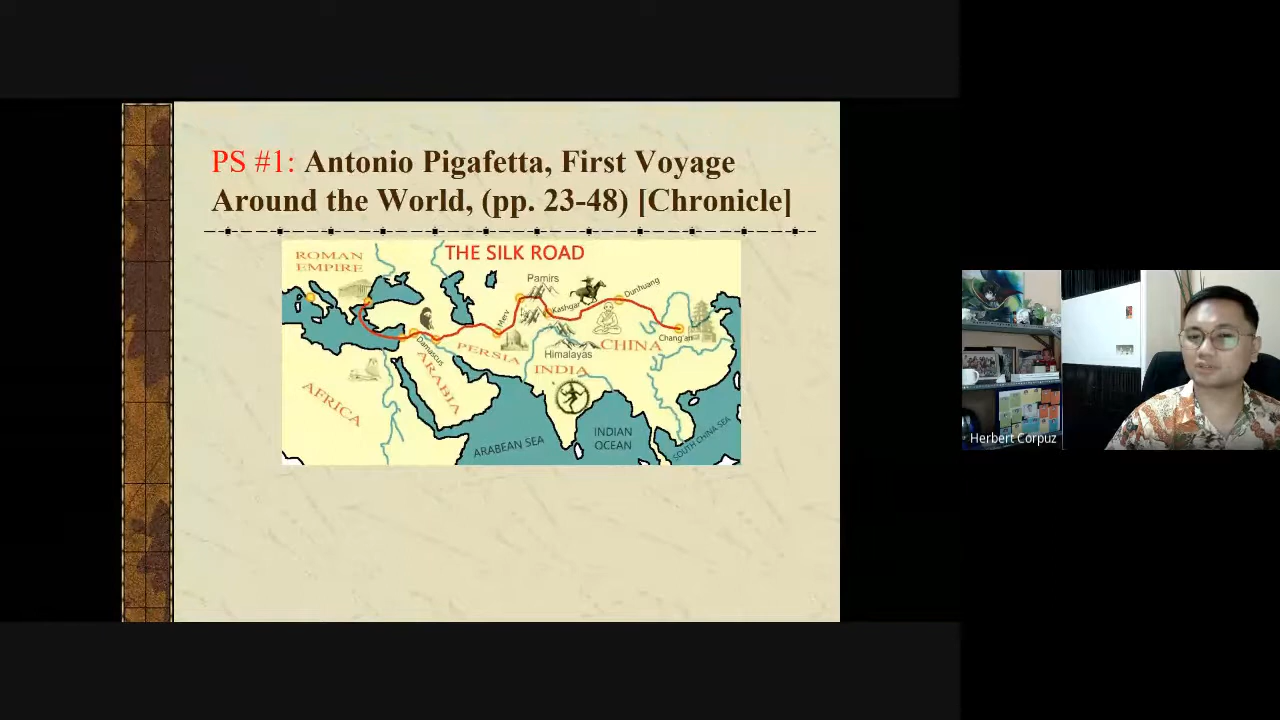 PS #1: Antonio Pigafetta, First Voyage
Around the World, (pp. 23-48) [Chronicle]
THE SILK ROAD
ROMAN
EMPIRE
Pamirs
Dunhuang
Kashgar
Merv
Chang'an
Damascus
PERSIA
Himalayas
CHINA
INDIA
ARABIA
AFRICA
ARABEAN SEA
INDIAN
OCEAN
SOUTH CHINA SEA
Herbert Corpuz